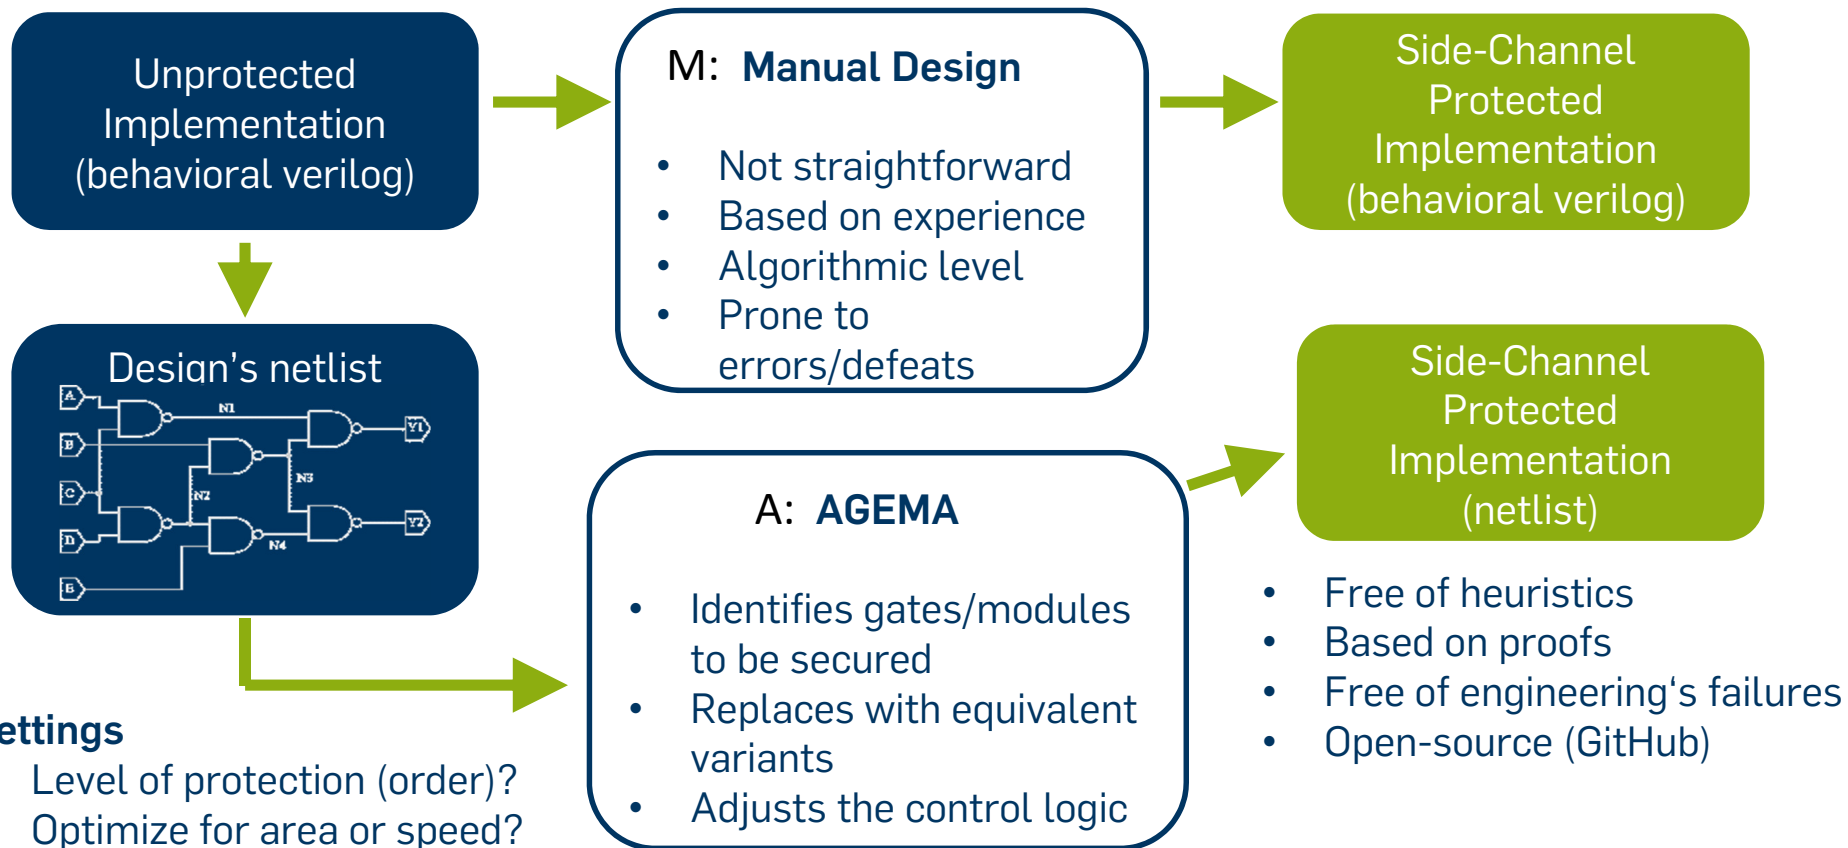 Unprotected
Implementation
(behavioral verilog)
M: Manual Design
• Not straightforward
• Based on experience
• Algorithmic level
• Prone to
errors/defeats
Side-Channel
Protected
Implementation
(behavioral verilog)
Design's netlist
A
B
C
D
E
N1
N2
N3
N4
Y1
Y2
A: AGEMA
• Identifies gates/modules
to be secured
• Replaces with equivalent
variants
• Adjusts the control logic
Side-Channel
Protected
Implementation
(netlist)
• Free of heuristics
• Based on proofs
• Free of engineering‘s failures
• Open-source (GitHub)
ettings
Level of protection (order)?
Optimize for area or speed?